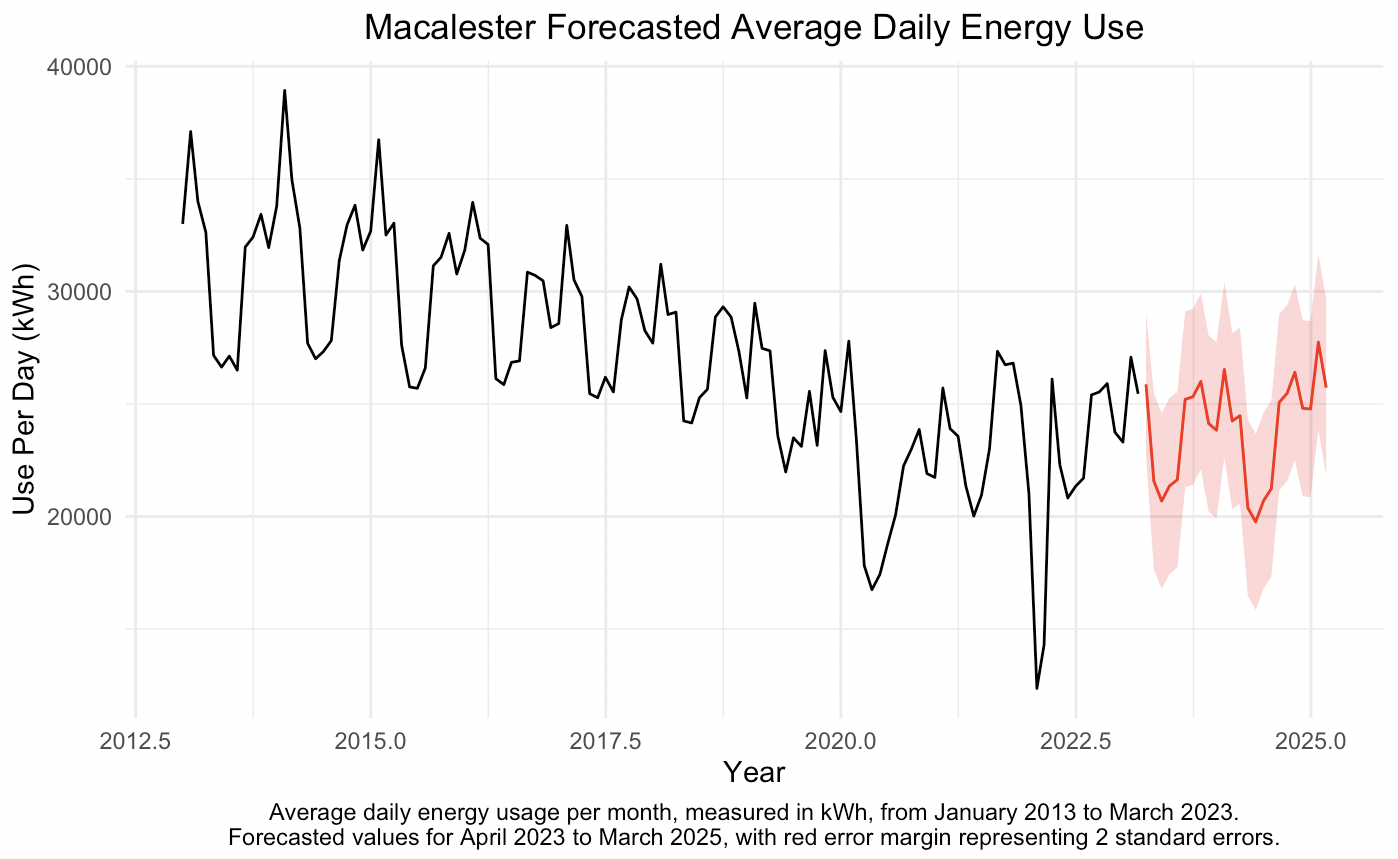 Macalester Forecasted Average Daily Energy Use
40000
30000
20000
Use Per Day (kWh)
2012.5 2015.0 2017.5 2020.0 2022.5 2025.0
Year
Average daily energy usage per month, measured in kWh, from January 2013 to March 2023.
Forecasted values for April 2023 to March 2025, with red error margin representing 2 standard errors.